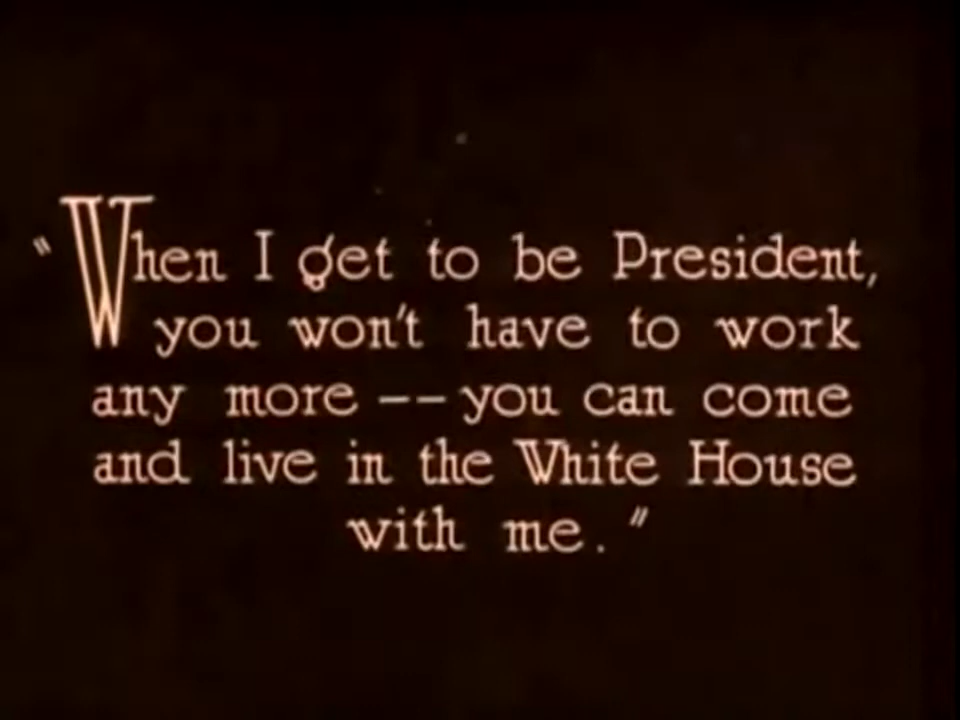 "When I get to be President,
you won't have to work
any more -- you can come
and live in the White House
with me."